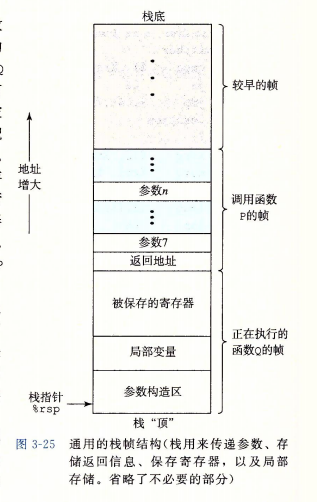 栈底
较早的帧
地址
增大
参数n
调用函数
P的帧
参数7
返回地址
被保存的寄存器
正在执行的
函数Q的帧
局部变量
参数构造区
栈指针
%rsp
栈“顶”
图 3-25 通用的栈帧结构(栈用来传递参数、存
储返回信息、保存寄存器，以及局部
存储。省略了不必要的部分)